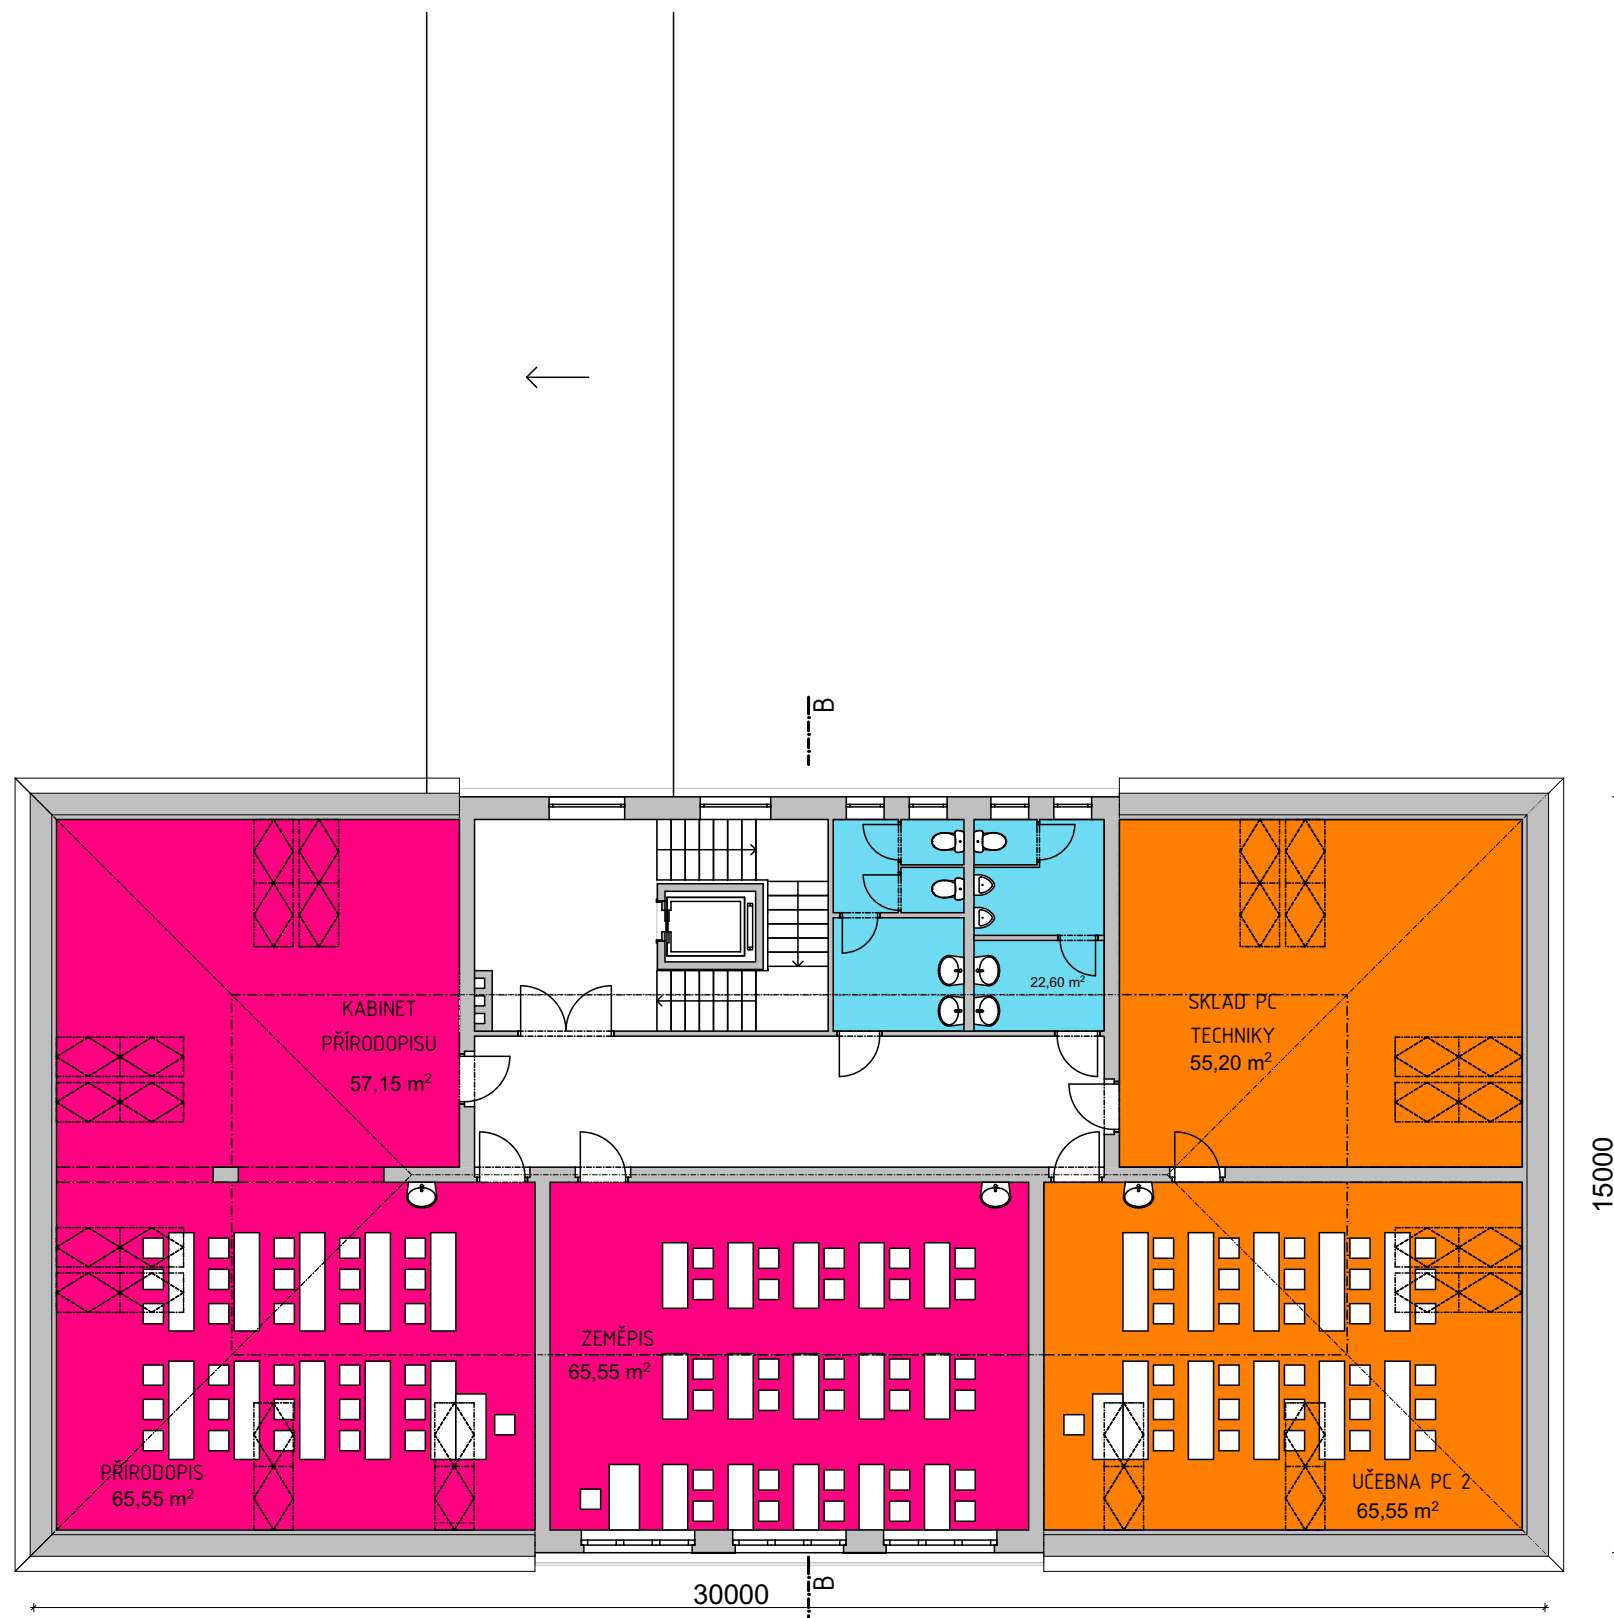 B
KABINET
PŘÍRODOPISU
57,15 m²
22,60 m²
SKLAD PC
TECHNIKY
55,20 m²
15000
ZEMĚPIS
65,55 m²
PŘÍRODOPIS
65,55 m²
UČEBNA PC 2
65,55 m²
B
30000